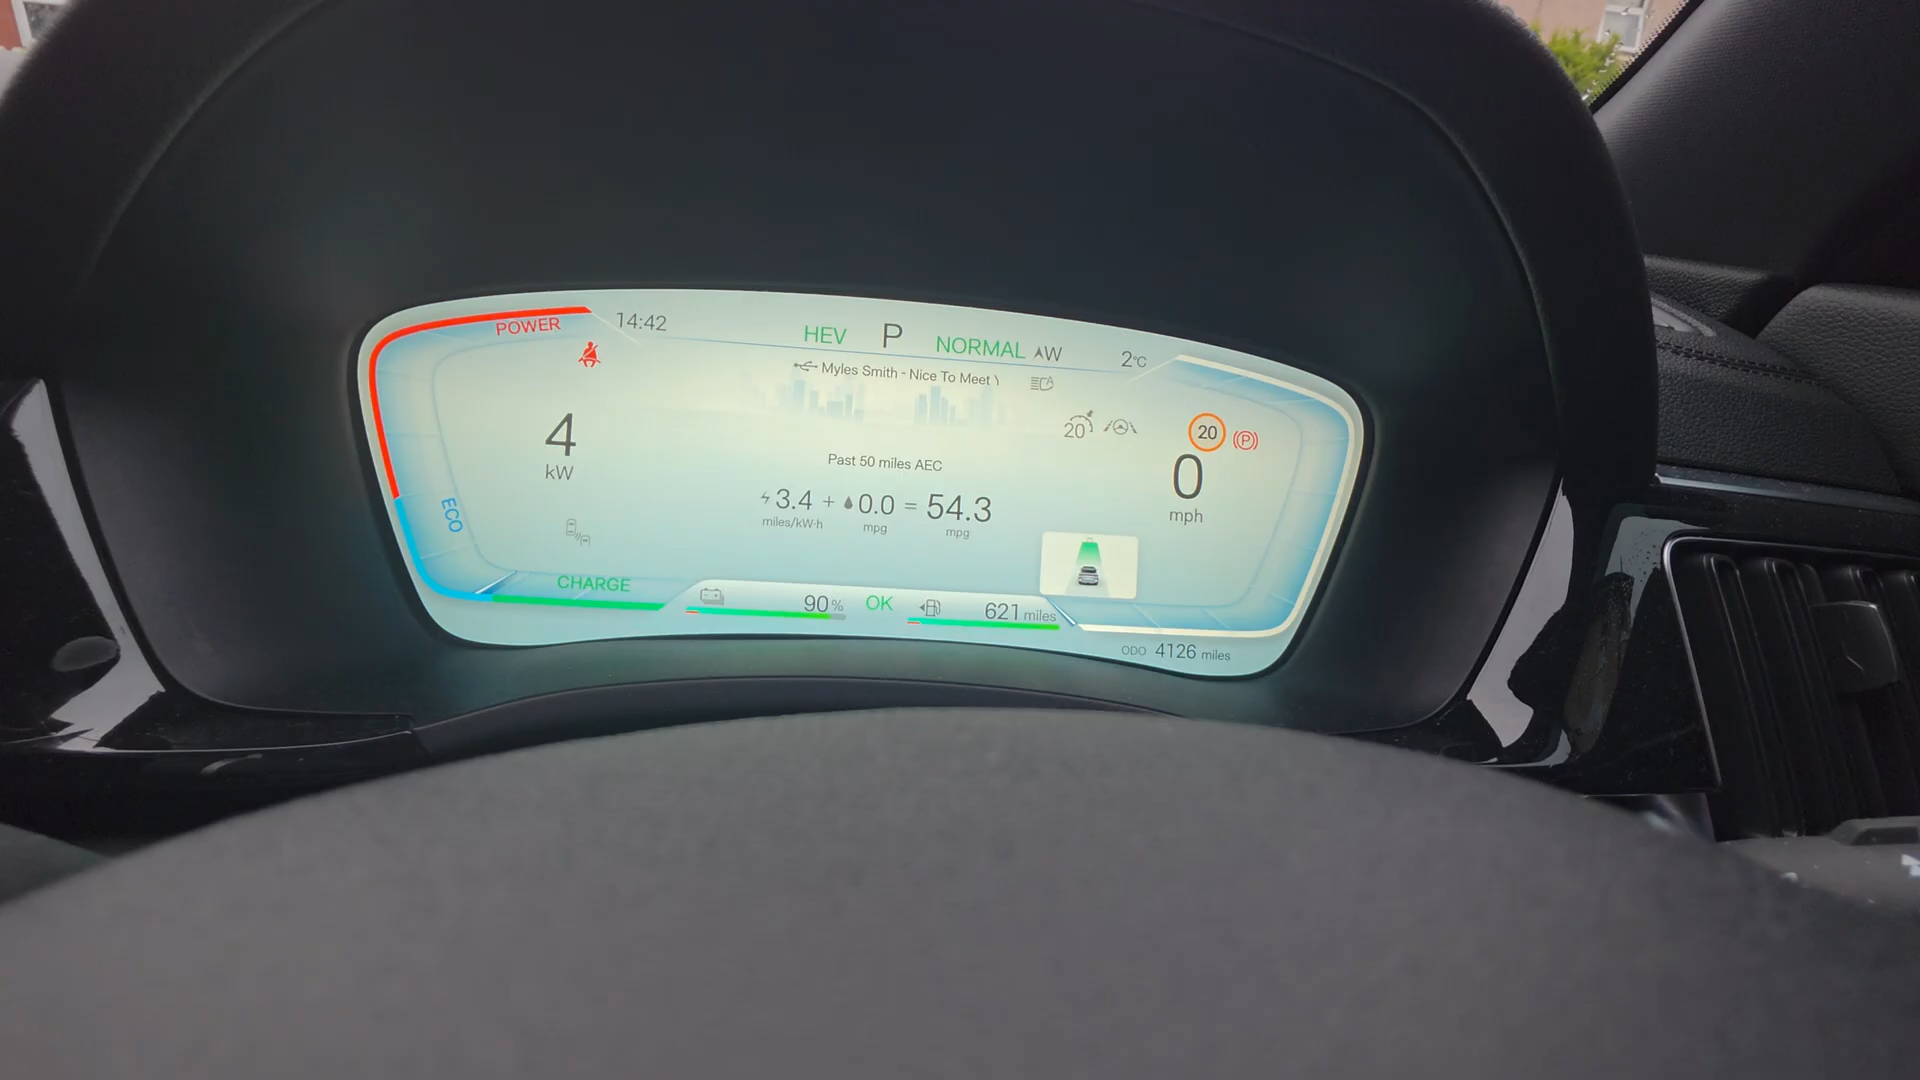 POWER
14:42
HEV P NORMAL W 2°C
Myles Smith - Nice To Meet
20
20
P
4
kW
0
mph
Past 50 miles AEC
3.4 + 0.0 = 54.3
miles/kW·h mpg mpg
ECO
CHARGE
90%
OK
621 miles
ODO 4126 miles